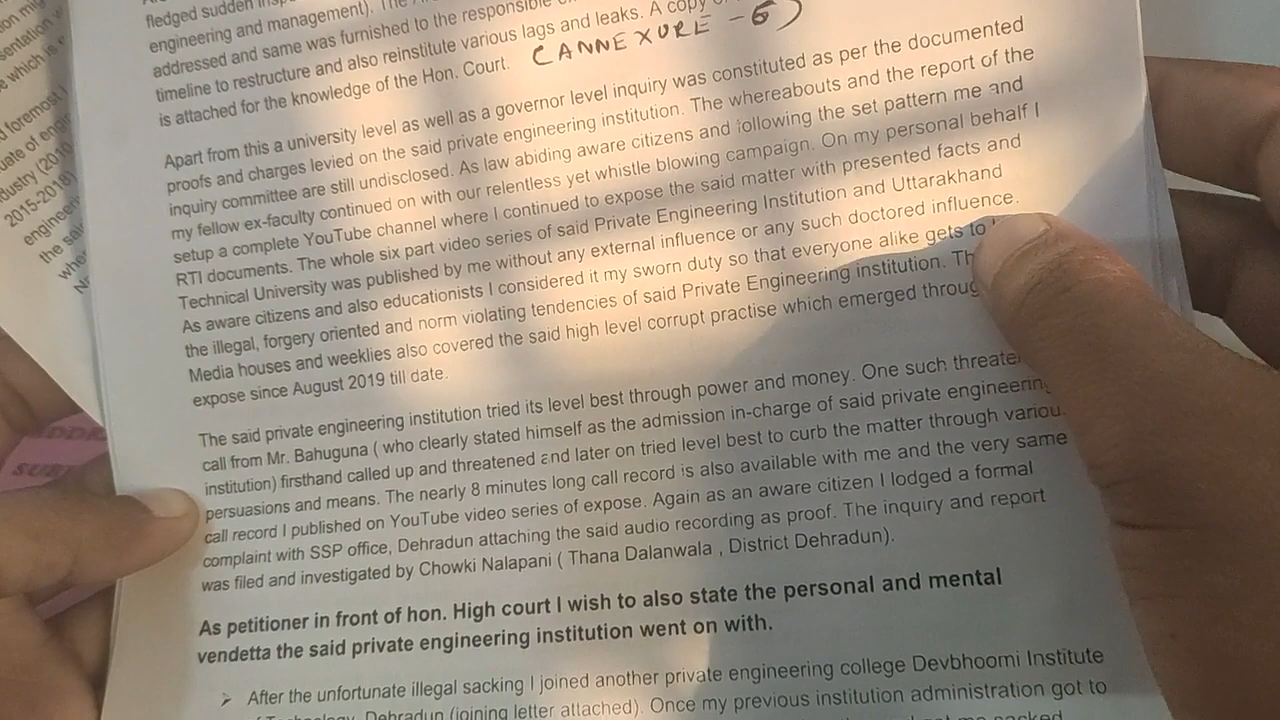 fledged sudden
engineering and management). The
addressed and same was furnished to the responsible
timeline to restructure and also reinstitute various lags and leaks. A copy
is attached for the knowledge of the Hon. Court. (ANNEXURE - 6)
Apart from this a university level as well as a governor level inquiry was constituted as per the documented
proofs and charges levied on the said private engineering institution. The whereabouts and the report of the
inquiry committee are still undisclosed. As law abiding aware citizens and following the set pattern me and
my fellow ex-faculty continued on with our relentless yet whistle blowing campaign. On my personal behalf I
setup a complete YouTube channel where I continued to expose the said matter with presented facts and
RTI documents. The whole six part video series of said Private Engineering Institution and Uttarakhand
Technical University was published by me without any external influence or any such doctored influence.
As aware citizens and also educationists I considered it my sworn duty so that everyone alike gets to
the illegal, forgery oriented and norm violating tendencies of said Private Engineering institution.
Media houses and weeklies also covered the said high level corrupt practise which emerged
expose since August 2019 till date.
The said private engineering institution tried its level best through power and money. One such
call from Mr. Bahuguna ( who clearly stated himself as the admission in-charge of said private engineering
institution) firsthand called up and threatened and later on tried level best to curb the matter through
persuasions and means. The nearly 8 minutes long call record is also available with me and the very same
call record I published on YouTube video series of expose. Again as an aware citizen I lodged a formal
complaint with SSP office, Dehradun attaching the said audio recording as proof. The inquiry and report
was filed and investigated by Chowki Nalapani ( Thana Dalanwala , District Dehradun).
As petitioner in front of hon. High court I wish to also state the personal and mental
vendetta the said private engineering institution went on with.
➢ After the unfortunate illegal sacking I joined another private engineering college Devbhoomi Institute
Dehradun (joining letter attached). Once my previous institution administration got to